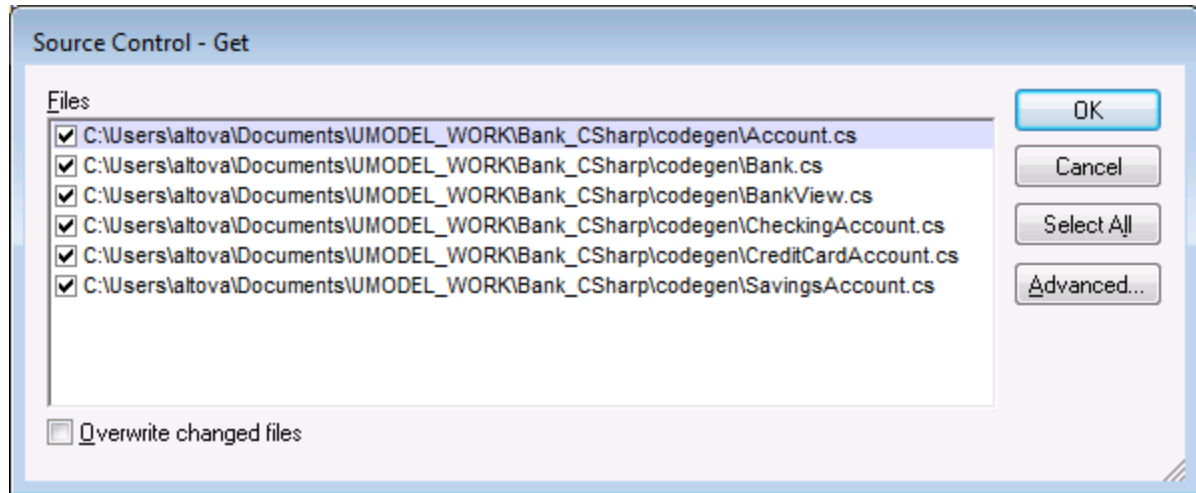 Source Control - Get
Files
C:\Users\altova\Documents\UMODEL_WORK\Bank_CSharp\codegen\Account.cs
C:\Users\altova\Documents\UMODEL_WORK\Bank_CSharp\codegen\Bank.cs
C:\Users\altova\Documents\UMODEL_WORK\Bank_CSharp\codegen\BankView.cs
C:\Users\altova\Documents\UMODEL_WORK\Bank_CSharp\codegen\CheckingAccount.cs
C:\Users\altova\Documents\UMODEL_WORK\Bank_CSharp\codegen\CreditCardAccount.cs
C:\Users\altova\Documents\UMODEL_WORK\Bank_CSharp\codegen\SavingsAccount.cs
Overwrite changed files
OK
Cancel
Select All
Advanced...